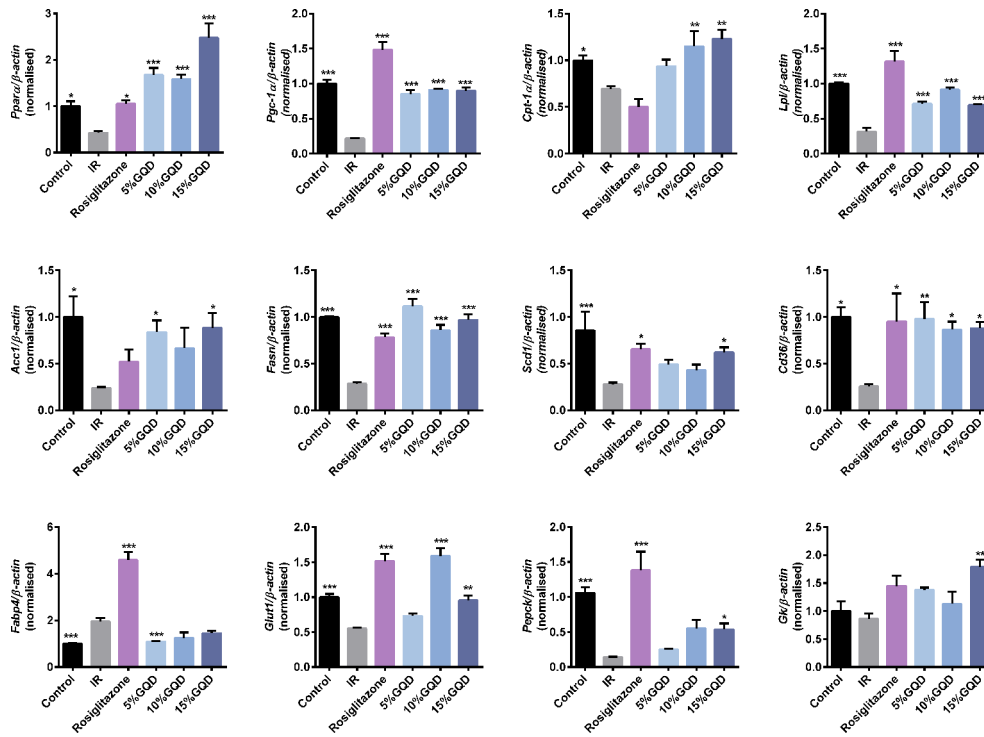 Pparα/β-actin
(normalised)
3
2
1
0
* * *** *** ***
Control IR Rosiglitazone 5%GQD 10%GQD 15%GQD
Pgc-1α/β-actin
(normalised)
2.0
1.5
1.0
0.5
0.0
*** *** *** *** ***
Control IR Rosiglitazone 5%GQD 10%GQD 15%GQD
Cpt-1α/β-actin
(normalised)
1.5
1.0
0.5
0.0
* ** **
Control IR Rosiglitazone 5%GQD 10%GQD 15%GQD
Lpl/β-actin
(normalised)
2.0
1.5
1.0
0.5
0.0
*** *** *** *** ***
Control IR Rosiglitazone 5%GQD 10%GQD 15%GQD
Acc1/β-actin
(normalised)
1.5
1.0
0.5
0.0
* * *
Control IR Rosiglitazone 5%GQD 10%GQD 15%GQD
Fasn/β-actin
(normalised)
1.5
1.0
0.5
0.0
*** *** *** *** ***
Control IR Rosiglitazone 5%GQD 10%GQD 15%GQD
Scd1/β-actin
(normalised)
1.5
1.0
0.5
0.0
*** * *
Control IR Rosiglitazone 5%GQD 10%GQD 15%GQD
Cd36/β-actin
(normalised)
1.5
1.0
0.5
0.0
* * ** * *
Control IR Rosiglitazone 5%GQD 10%GQD 15%GQD
Fabp4/β-actin
(normalised)
6
4
2
0
*** *** ***
Control IR Rosiglitazone 5%GQD 10%GQD 15%GQD
Glut1/β-actin
(normalised)
2.0
1.5
1.0
0.5
0.0
*** *** *** **
Control IR Rosiglitazone 5%GQD 10%GQD 15%GQD
Pepck/β-actin
(normalised)
2.0
1.5
1.0
0.5
0.0
*** *** *
Control IR Rosiglitazone 5%GQD 10%GQD 15%GQD
Gk/β-actin
(normalised)
2.5
2.0
1.5
1.0
0.5
0.0
**
Control IR Rosiglitazone 5%GQD 10%GQD 15%GQD